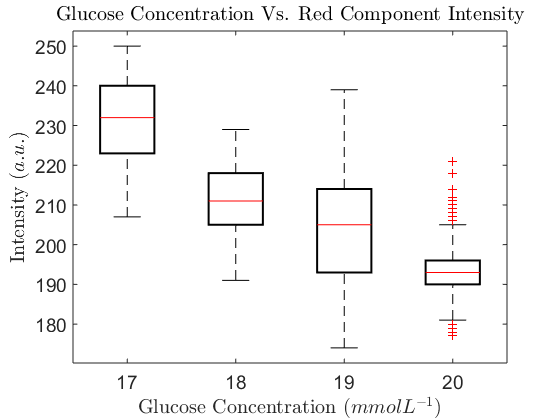 Glucose Concentration Vs. Red Component Intensity
250
240
230
220
210
200
190
180
Intensity (a.u.)
17 18 19 20
Glucose Concentration (mmolL⁻¹)